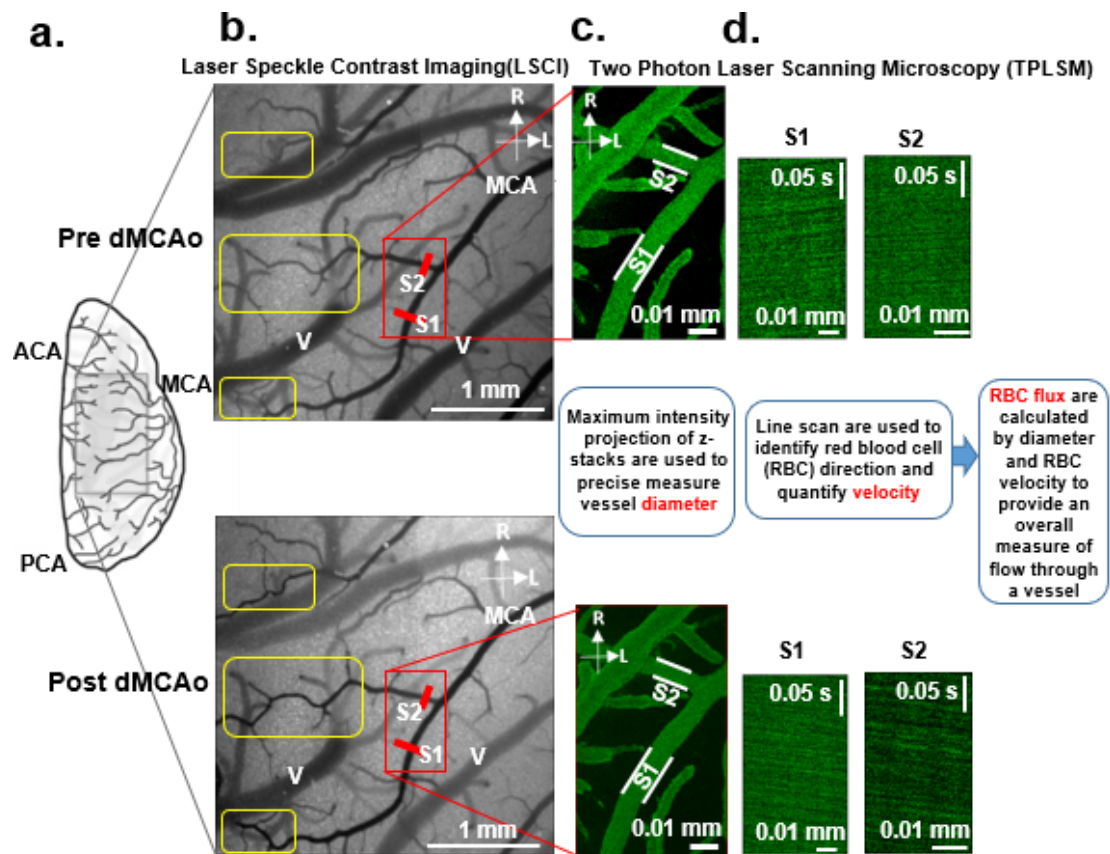 a.
b.
c.
d.
Laser Speckle Contrast Imaging(LSCI)
Two Photon Laser Scanning Microscopy (TPLSM)
Pre dMCAo
R
L
MCA
S2
S1
V
V
1 mm
R
L
S2
S1
0.01 mm
S1
0.05 s
0.01 mm
S2
0.05 s
0.01 mm
ACA
MCA
PCA
Maximum intensity
projection of z-
stacks are used to
precise measure
vessel diameter
Line scan are used to
identify red blood cell
(RBC) direction and
quantify velocity
RBC flux are
calculated
by diameter
and RBC
velocity to
provide an
overall
measure of
flow through
a vessel
Post dMCAo
R
L
MCA
S2
S1
V
V
1 mm
R
L
S2
S1
0.01 mm
S1
0.05 s
0.01 mm
S2
0.05 s
0.01 mm